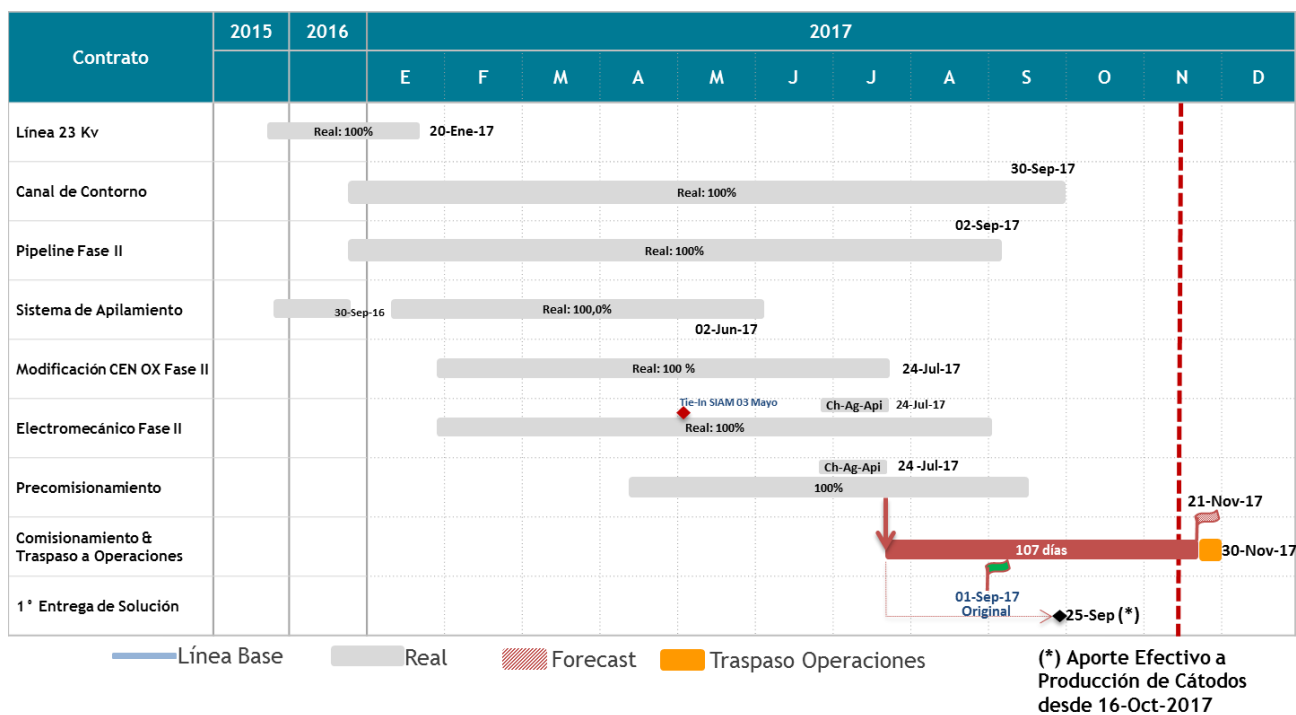 Contrato
2015 2016 2017
E F M A M J J A S O N D
Línea 23 Kv
Real: 100%
20-Ene-17
Canal de Contorno
Real: 100%
30-Sep-17
Pipeline Fase II
Real: 100%
02-Sep-17
Sistema de Apilamiento
30-Sep-16
Real: 100,0%
02-Jun-17
Modificación CEN OX Fase II
Real: 100 %
24-Jul-17
Electromecánico Fase II
Tie-In SIAM 03 Mayo
Ch-Ag-Api
24-Jul-17
Real: 100%
Precomisionamiento
Ch-Ag-Api
24 -Jul-17
100%
Comisionamiento &
Traspaso a Operaciones
107 días
21-Nov-17
30-Nov-17
1° Entrega de Solución
01-Sep-17
Original
25-Sep (*)
Línea Base Real Forecast Traspaso Operaciones
(*) Aporte Efectivo a
Producción de Cátodos
desde 16-Oct-2017